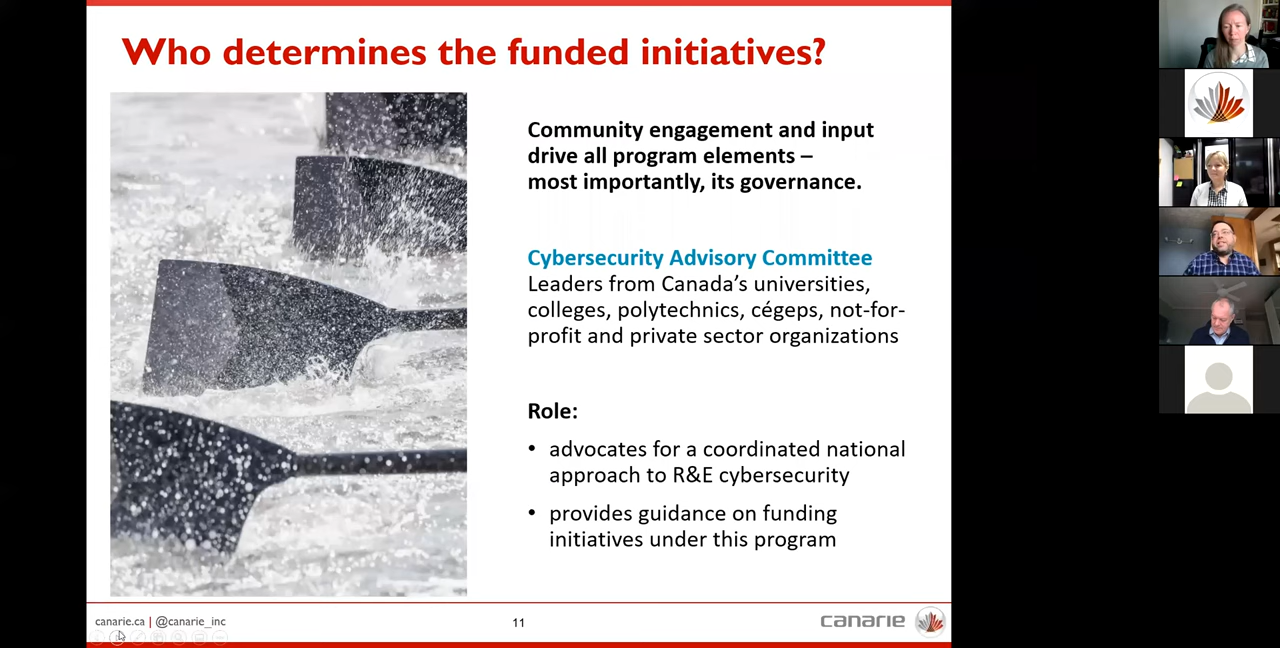 Who determines the funded initiatives?
Community engagement and input
drive all program elements –
most importantly, its governance.
Cybersecurity Advisory Committee
Leaders from Canada’s universities,
colleges, polytechnics, cégeps, not-for-
profit and private sector organizations
Role:
• advocates for a coordinated national
approach to R&E cybersecurity
• provides guidance on funding
initiatives under this program
canarie.ca | @canarie_inc
11
canarie